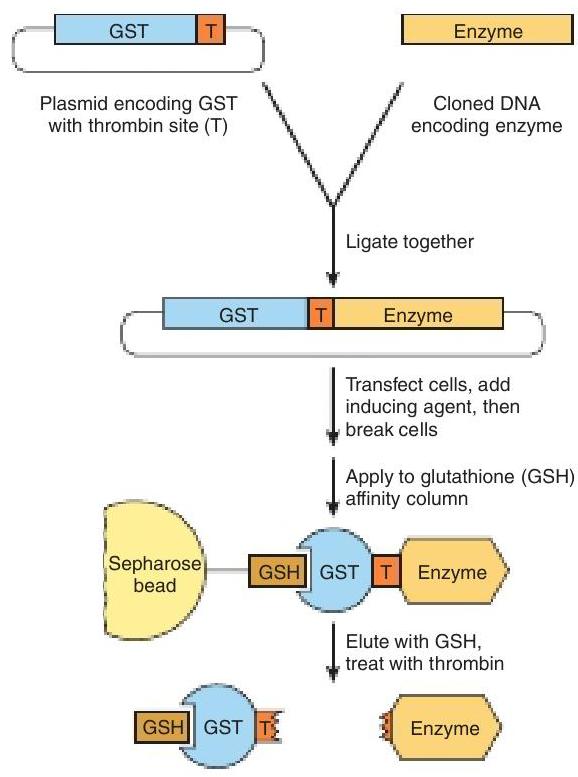 GST T
Enzyme
Plasmid encoding GST
with thrombin site (T)
Cloned DNA
encoding enzyme
Ligate together
GST T Enzyme
Transfect cells, add
inducing agent, then
break cells
Apply to glutathione (GSH)
affinity column
Sepharose
bead
GSH GST T Enzyme
Elute with GSH,
treat with thrombin
GSH GST T Enzyme